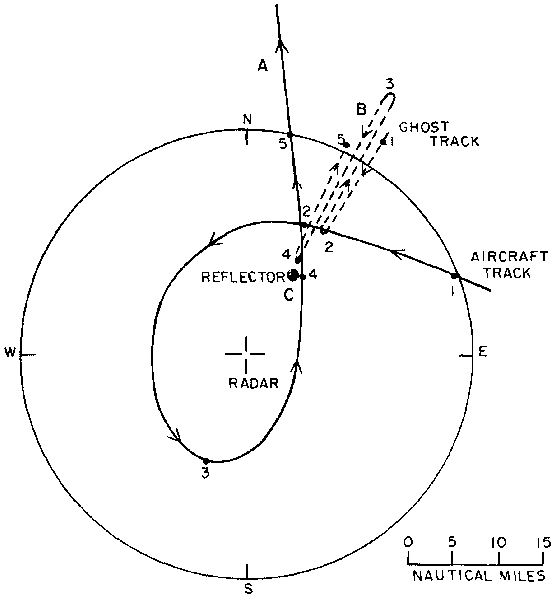 A
3
B
N
5
5
1
GHOST
TRACK
2
2
4
REFLECTOR
4
C
AIRCRAFT
TRACK
1
W
E
RADAR
3
0 5 10 15
NAUTICAL MILES
S